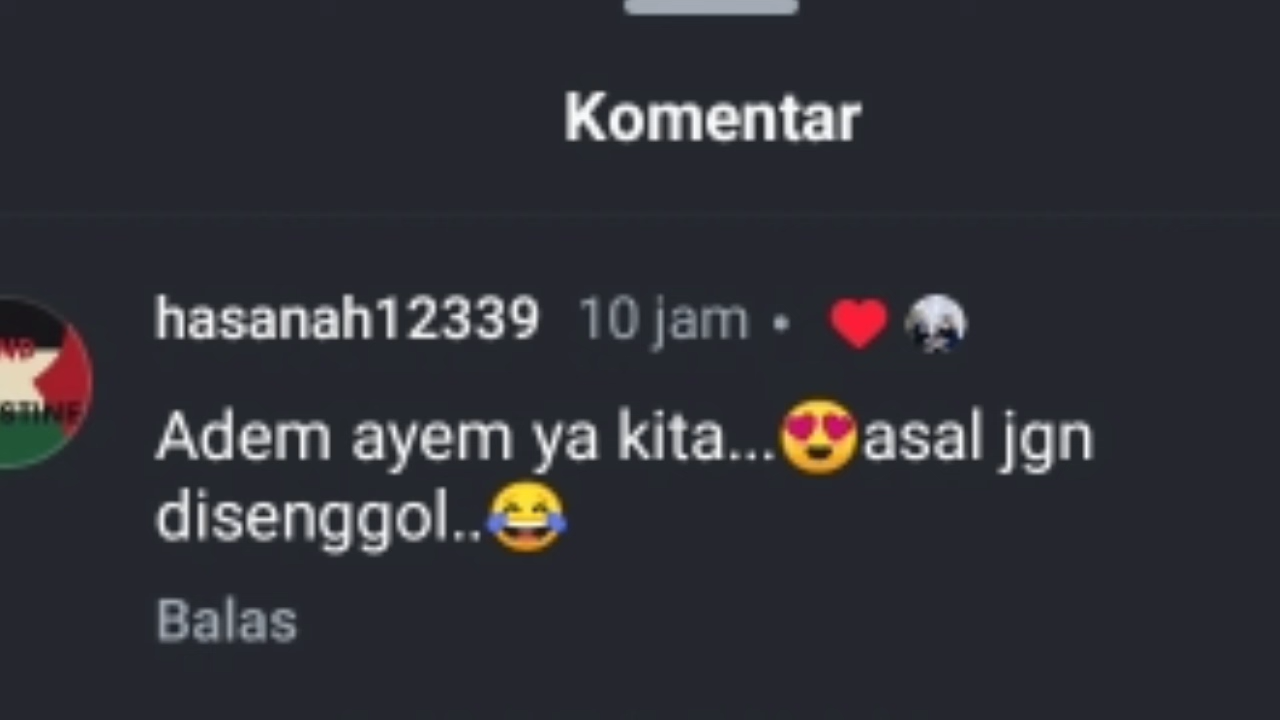 Komentar
hasanah12339 10 jam •
Adem ayem ya kita...😍asal jgn
disenggol..😂
Balas